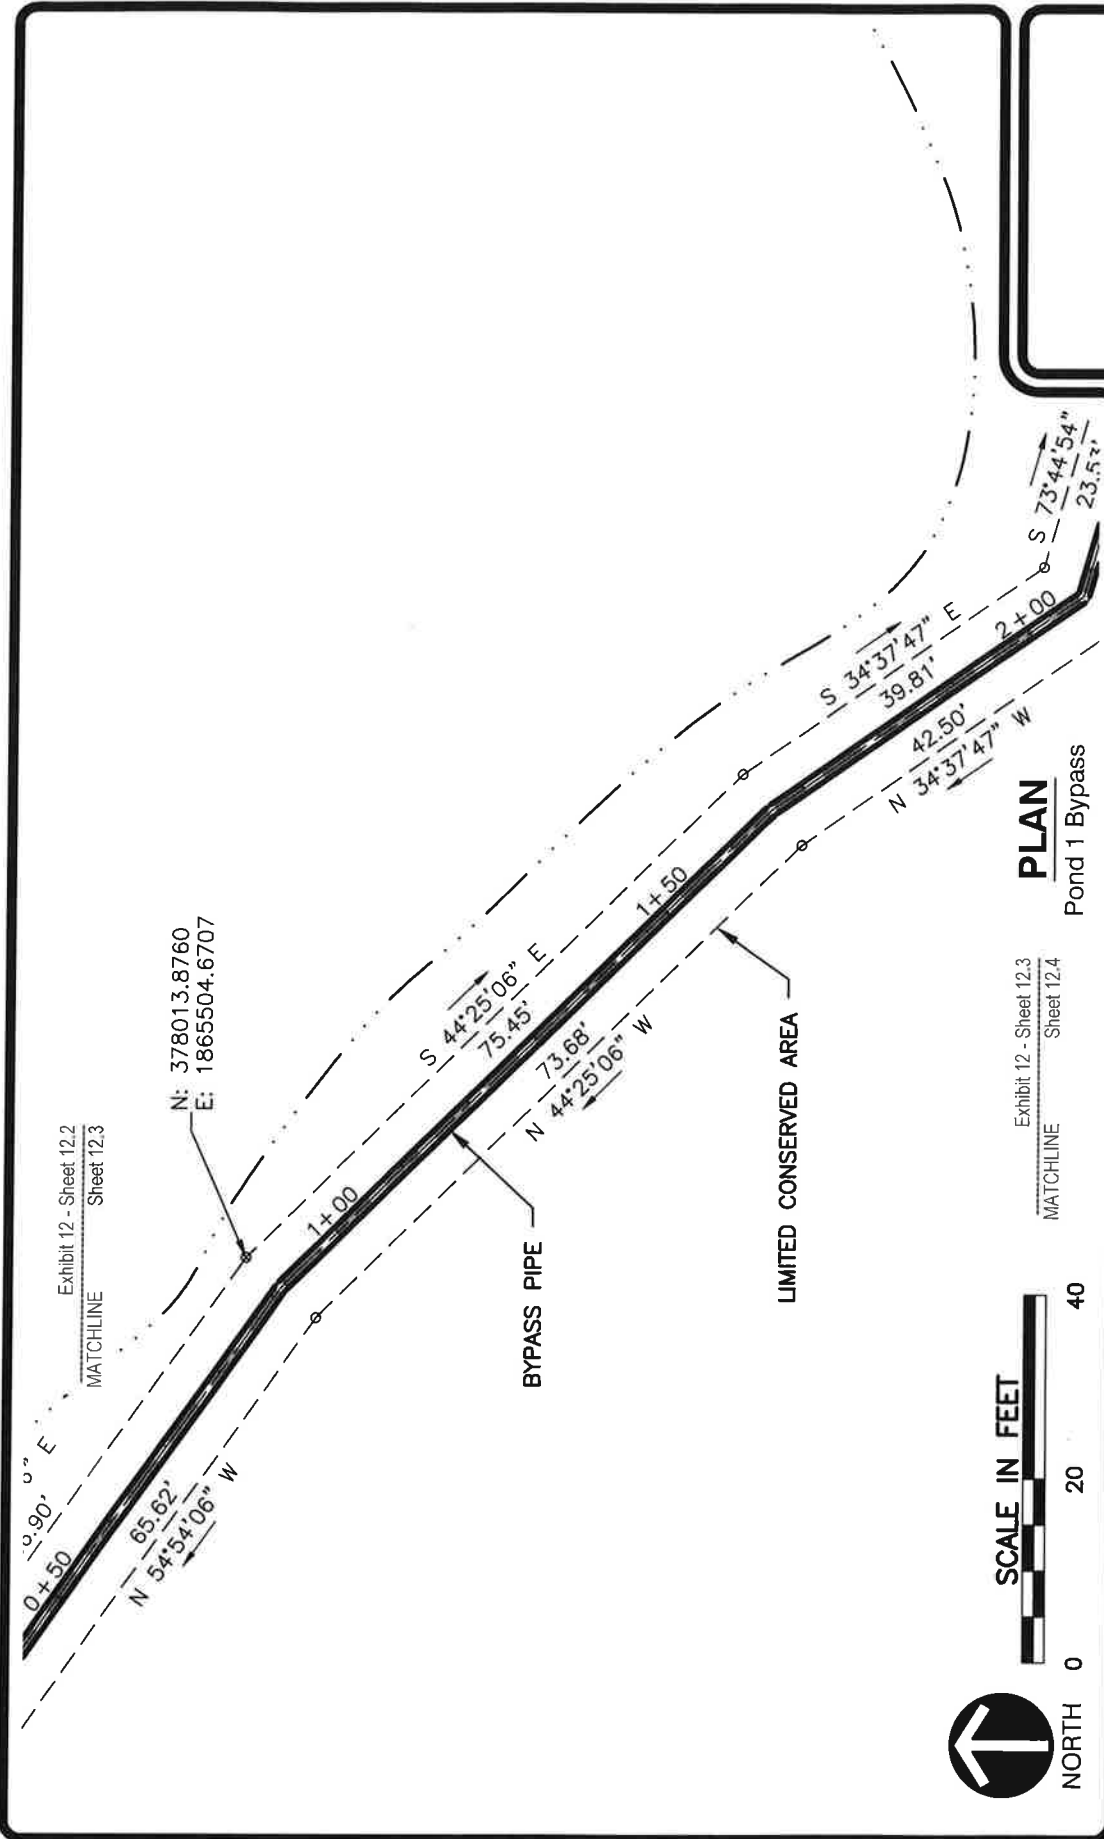 Exhibit 12 - Sheet 12.2
MATCHLINE Sheet 12.3
N: 378013.8760
E: 1865504.6707
E
0+50
65.62'
N 54°54'06" W
1+00
S 44°25'06" E
75.45'
73.68'
N 44°25'06" W
BYPASS PIPE
1+50
LIMITED CONSERVED AREA
S 34°37'47" E
39.81'
42.50'
N 34°37'47" W
2+00
S 73°44'54"
PLAN
Pond 1 Bypass
Exhibit 12 - Sheet 12.3
MATCHLINE Sheet 12.4
SCALE IN FEET
0 20 40
NORTH